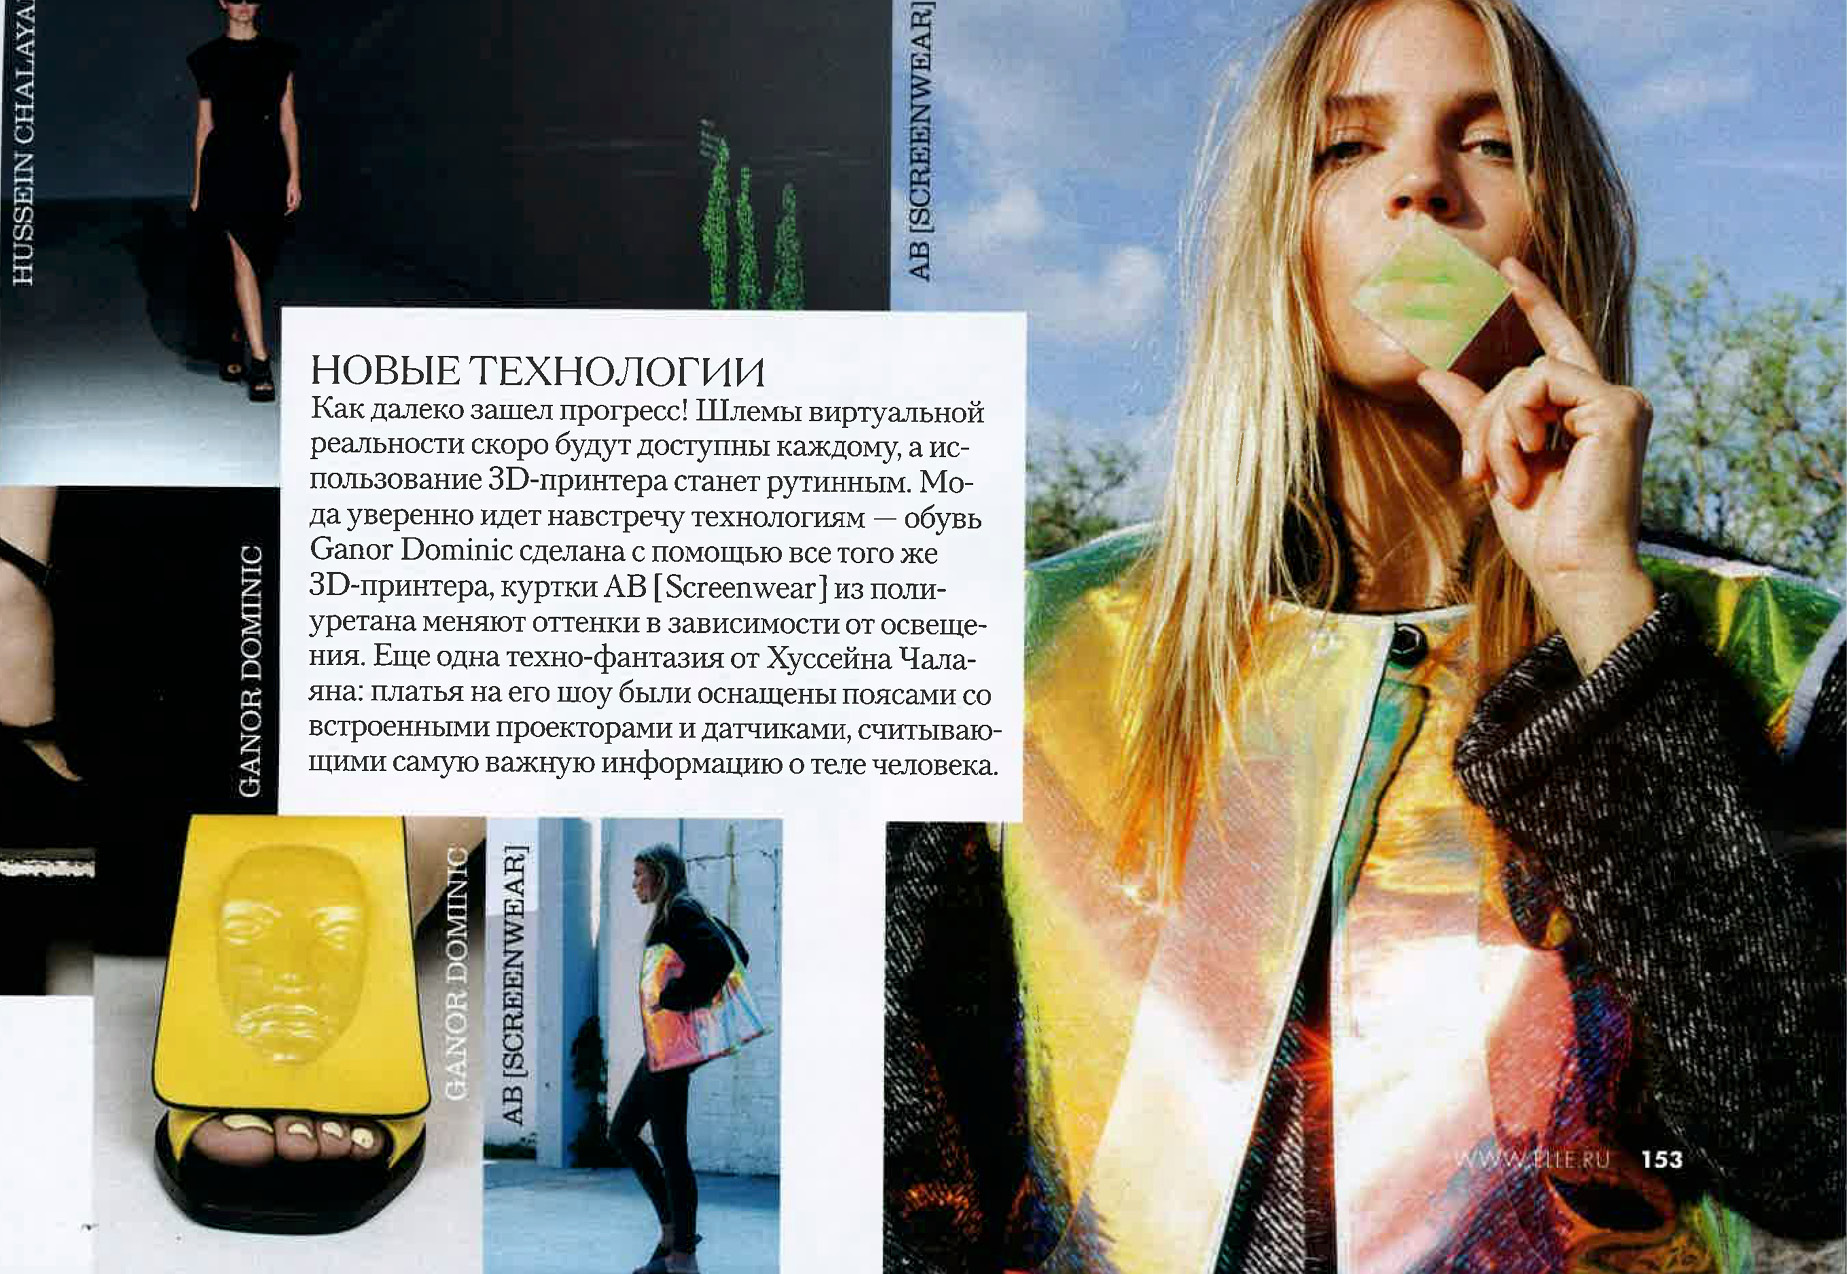 HUSSEIN CHALAYAN
AB [SCREENWEAR]
НОВЫЕ ТЕХНОЛОГИИ
Как далеко зашел прогресс! Шлемы виртуальной
реальности скоро будут доступны каждому, а ис-
пользование 3D-принтера станет рутинным. Мо-
да уверенно идет навстречу технологиям — обувь
Ganor Dominic сделана с помощью все того же
3D-принтера, куртки AB [Screenwear] из поли-
уретана меняют оттенки в зависимости от освеще-
ния. Еще одна техно-фантазия от Хуссейна Чала-
яна: платья на его шоу были оснащены поясами со
встроенными проекторами и датчиками, считываю-
щими самую важную информацию о теле человека.
GANOR DOMINIC
GANOR DOMINIC
AB [SCREENWEAR]
WWW.ELLE.RU 153